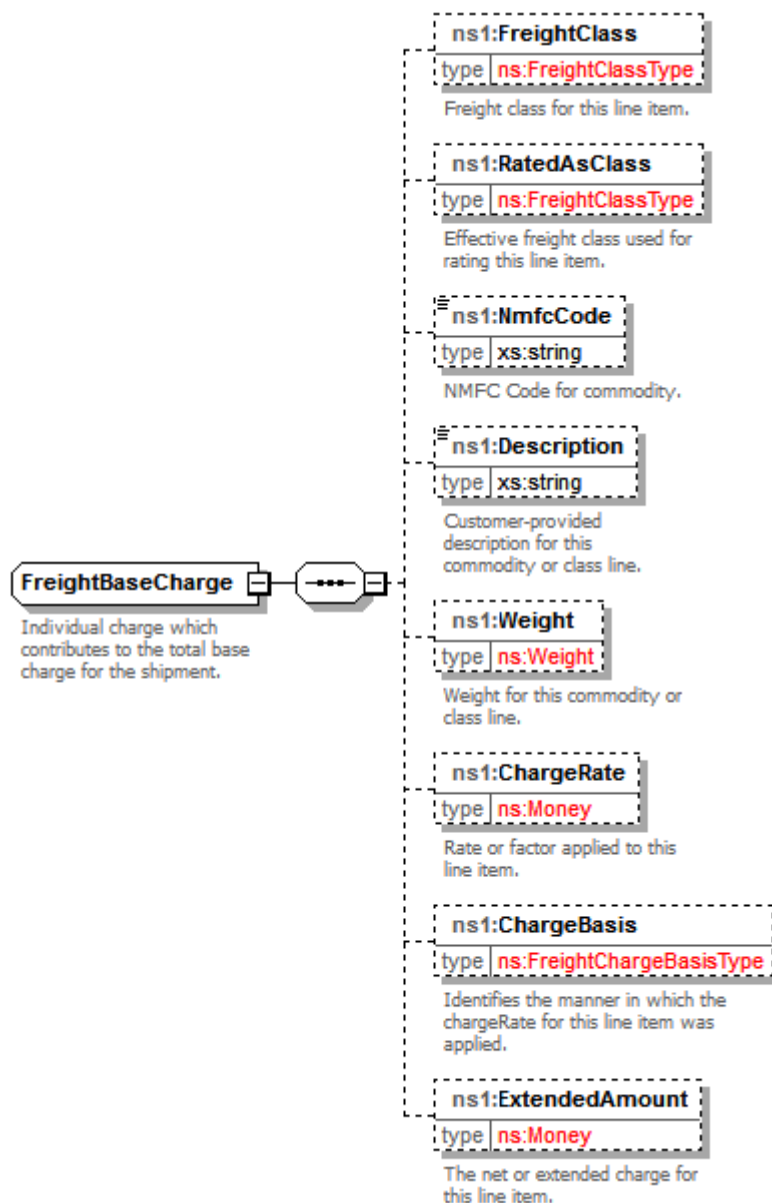 ns1:FreightClass
type ns:FreightClassType
Freight class for this line item.
ns1:RatedAsClass
type ns:FreightClassType
Effective freight class used for
rating this line item.
ns1:NmfcCode
type xs:string
NMFC Code for commodity.
ns1:Description
type xs:string
Customer-provided
description for this
commodity or class line.
FreightBaseCharge
Individual charge which
contributes to the total base
charge for the shipment.
ns1:Weight
type ns:Weight
Weight for this commodity or
class line.
ns1:ChargeRate
type ns:Money
Rate or factor applied to this
line item.
ns1:ChargeBasis
type ns:FreightChargeBasisType
Identifies the manner in which the
chargeRate for this line item was
applied.
ns1:ExtendedAmount
type ns:Money
The net or extended charge for
this line item.